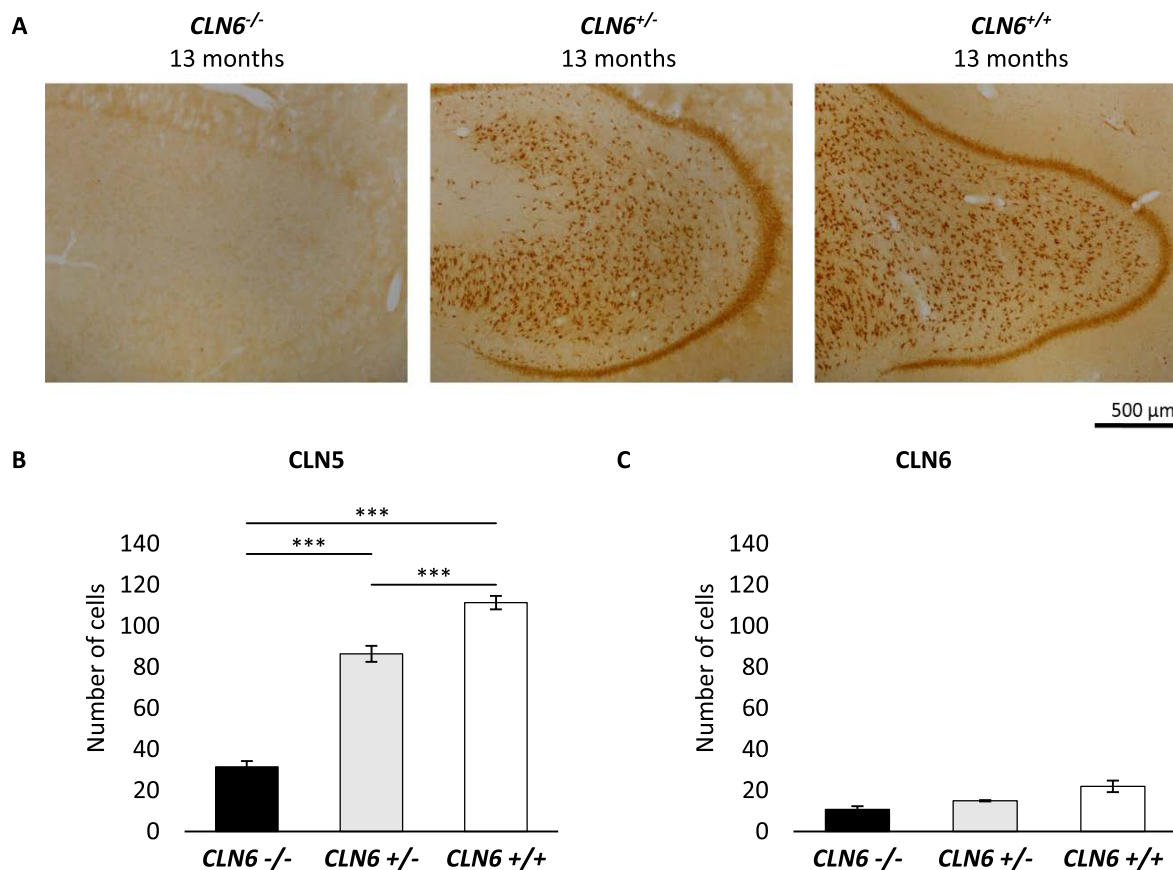 A
CLN6-/-
13 months
CLN6+/-
13 months
CLN6+/+
13 months
500 µm
B
CLN5
***
***
***
140
120
100
80
60
40
20
0
Number of cells
CLN6 -/-
CLN6 +/-
CLN6 +/+
C
CLN6
140
120
100
80
60
40
20
0
Number of cells
CLN6 -/-
CLN6 +/-
CLN6 +/+